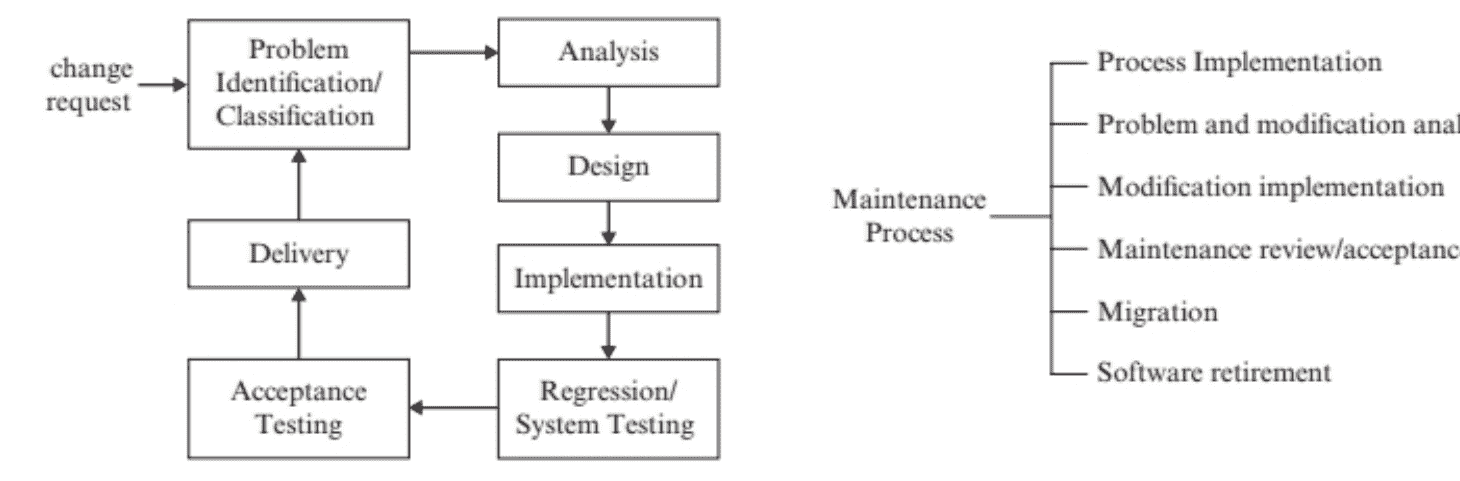 change
request
Problem
Identification/
Classification
Analysis
Design
Implementation
Regression/
System Testing
Acceptance
Testing
Delivery
Maintenance
Process
Process Implementation
Problem and modification
Modification implementation
Maintenance review/acceptance
Migration
Software retirement